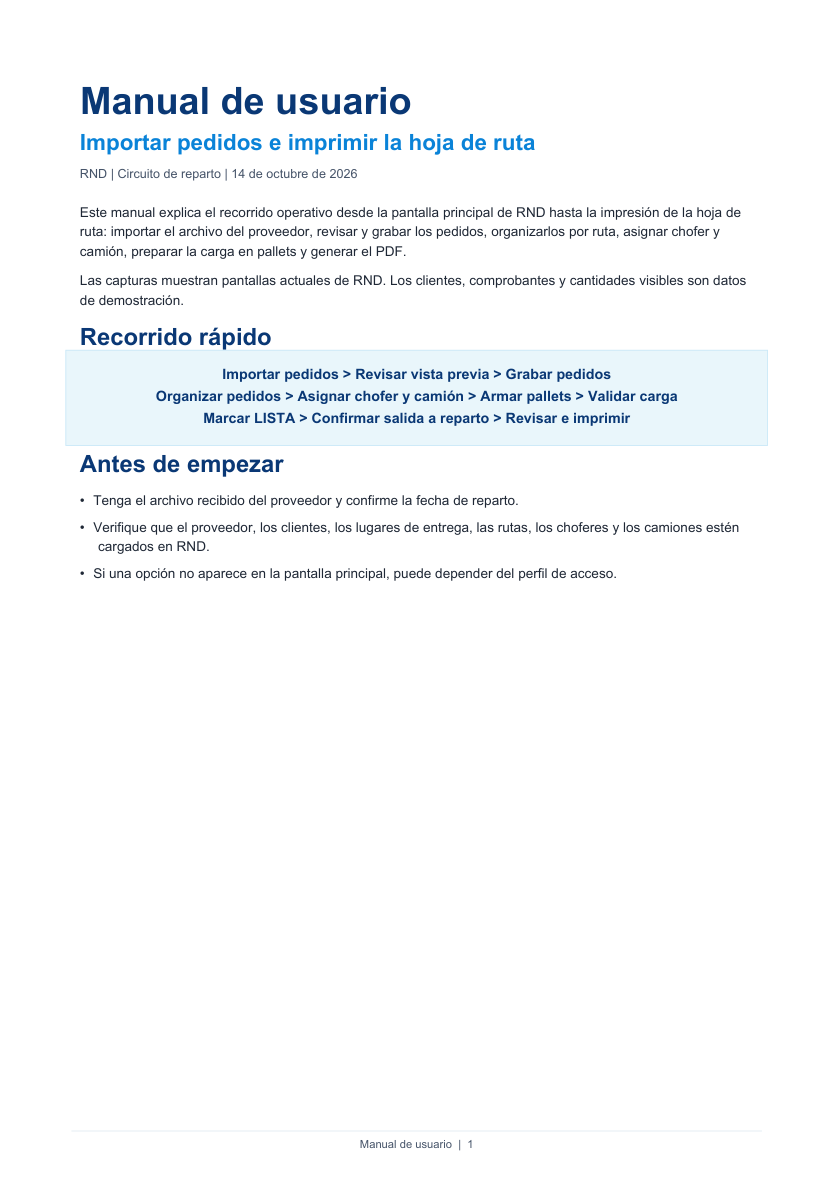 Manual de usuario
Importar pedidos e imprimir la hoja de ruta
RND | Circuito de reparto | 14 de octubre de 2026
Este manual explica el recorrido operativo desde la pantalla principal de RND hasta la impresión de la hoja de
ruta: importar el archivo del proveedor, revisar y grabar los pedidos, organizarlos por ruta, asignar chofer y
camión, preparar la carga en pallets y generar el PDF.
Las capturas muestran pantallas actuales de RND. Los clientes, comprobantes y cantidades visibles son datos
de demostración.
Recorrido rápido
Importar pedidos > Revisar vista previa > Grabar pedidos
Organizar pedidos > Asignar chofer y camión > Armar pallets > Validar carga
Marcar LISTA > Confirmar salida a reparto > Revisar e imprimir
Antes de empezar
• Tenga el archivo recibido del proveedor y confirme la fecha de reparto.
• Verifique que el proveedor, los clientes, los lugares de entrega, las rutas, los choferes y los camiones estén
cargados en RND.
• Si una opción no aparece en la pantalla principal, puede depender del perfil de acceso.
Manual de usuario | 1